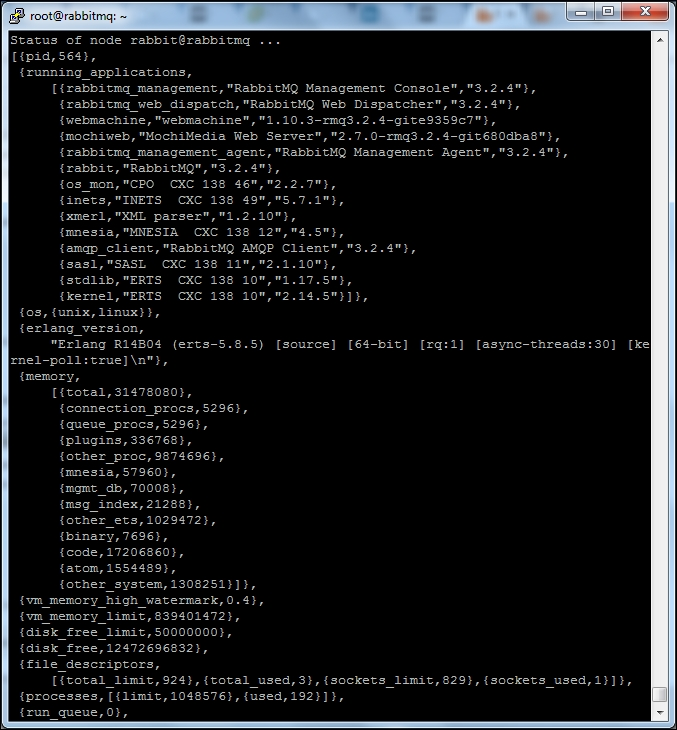 root@rabbitmq: ~
Status of node rabbit@rabbitmq ...
[{pid,564},
 {running_applications,
     [{rabbitmq_management,"RabbitMQ Management Console","3.2.4"},
      {rabbitmq_web_dispatch,"RabbitMQ Web Dispatcher","3.2.4"},
      {webmachine,"webmachine","1.10.3-rmq3.2.4-gite9359c7"},
      {mochiweb,"MochiMedia Web Server","2.7.0-rmq3.2.4-git680dba8"},
      {rabbitmq_management_agent,"RabbitMQ Management Agent","3.2.4"},
      {rabbit,"RabbitMQ","3.2.4"},
      {os_mon,"CPO  CXC 138 46","2.2.7"},
      {inets,"INETS  CXC 138 49","5.7.1"},
      {xmerl,"XML parser","1.2.10"},
      {mnesia,"MNESIA  CXC 138 12","4.5"},
      {amqp_client,"RabbitMQ AMQP Client","3.2.4"},
      {sasl,"SASL  CXC 138 11","2.1.10"},
      {stdlib,"ERTS  CXC 138 10","1.17.5"},
      {kernel,"ERTS  CXC 138 10","2.14.5"}]},
 {os,{unix,linux}},
 {erlang_version,
     "Erlang R14B04 (erts-5.8.5) [source] [64-bit] [rq:1] [async-threads:30] [ke
rnel-poll:true]\n"},
 {memory,
     [{total,31478080},
      {connection_procs,5296},
      {queue_procs,5296},
      {plugins,336768},
      {other_proc,9874696},
      {mnesia,57960},
      {mgmt_db,70008},
      {msg_index,21288},
      {other_ets,1029472},
      {binary,7696},
      {code,17206860},
      {atom,1554489},
      {other_system,1308251}]},
 {vm_memory_high_watermark,0.4},
 {vm_memory_limit,839401472},
 {disk_free_limit,50000000},
 {disk_free,12472696832},
 {file_descriptors,
     [{total_limit,924},{total_used,3},{sockets_limit,829},{sockets_used,1}]},
 {processes,[{limit,1048576},{used,192}]},
 {run_queue,0},